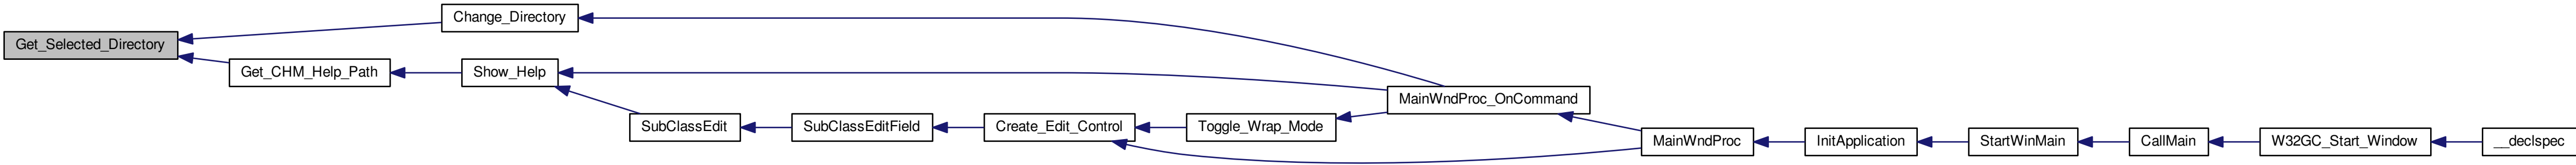 Change_Directory
Get_Selected_Directory
Get_CHM_Help_Path
Show_Help
MainWndProc_OnCommand
SubClassEdit
SubClassEditField
Create_Edit_Control
Toggle_Wrap_Mode
MainWndProc
InitApplication
StartWinMain
CallMain
W32GC_Start_Window
__declspec